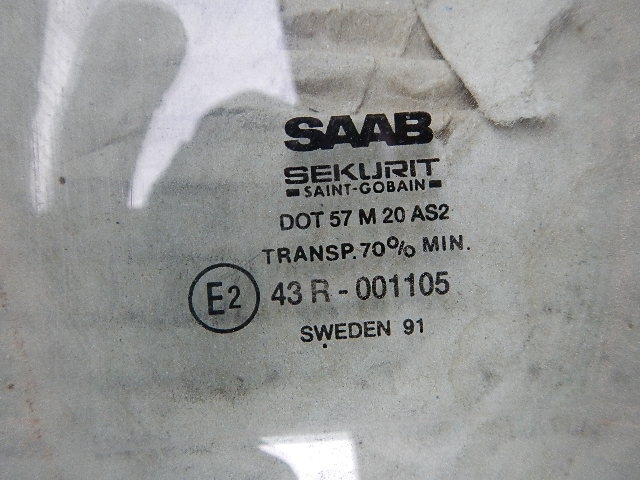 SAAB
SEKURIT
SAINT-GOBAIN
DOT 57 M 20 AS2
TRANSP. 70% MIN.
E2 43 R - 001105
SWEDEN 91